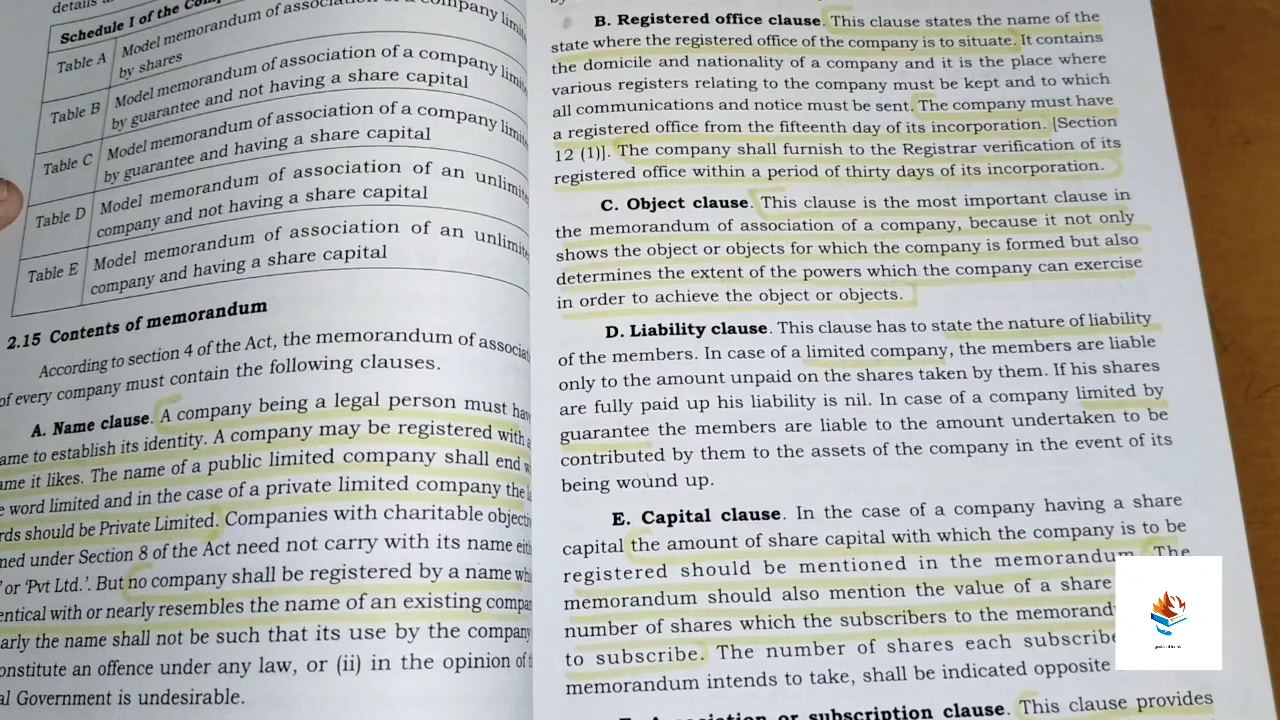 details
Schedule I of the Com
Table A Model memorandum of association of a company limite
by shares
Table B Model memorandum of association of a company limite
by guarantee and not having a share capital
Table C Model memorandum of association of a company limite
by guarantee and having a share capital
Table D Model memorandum of association of an unlimite
company and not having a share capital
Table E Model memorandum of association of an unlimite
company and having a share capital
2.15 Contents of memorandum
According to section 4 of the Act, the memorandum of associat
of every company must contain the following clauses.
A. Name clause. A company being a legal person must hav
ame to establish its identity. A company may be registered with a
ame it likes. The name of a public limited company shall end w
e word limited and in the case of a private limited company the la
rds should be Private Limited. Companies with charitable objecti
med under Section 8 of the Act need not carry with its name eith
' or 'Pvt Ltd.'. But no company shall be registered by a name whi
entical with or nearly resembles the name of an existing compan
arly the name shall not be such that its use by the company
onstitute an offence under any law, or (ii) in the opinion of t
al Government is undesirable.
B. Registered office clause. This clause states the name of the
state where the registered office of the company is to situate. It contains
the domicile and nationality of a company and it is the place where
various registers relating to the company must be kept and to which
all communications and notice must be sent. The company must have
a registered office from the fifteenth day of its incorporation. [Section
12 (1)]. The company shall furnish to the Registrar verification of its
registered office within a period of thirty days of its incorporation.
C. Object clause. This clause is the most important clause in
the memorandum of association of a company, because it not only
shows the object or objects for which the company is formed but also
determines the extent of the powers which the company can exercise
in order to achieve the object or objects.
D. Liability clause. This clause has to state the nature of liability
of the members. In case of a limited company, the members are liable
only to the amount unpaid on the shares taken by them. If his shares
are fully paid up his liability is nil. In case of a company limited by
guarantee the members are liable to the amount undertaken to be
contributed by them to the assets of the company in the event of its
being wound up.
E. Capital clause. In the case of a company having a share
capital the amount of share capital with which the company is to be
registered should be mentioned in the memorandum. The
memorandum should also mention the value of a share
number of shares which the subscribers to the memorand
to subscribe. The number of shares each subscribe
memorandum intends to take, shall be indicated opposite
or subscription clause. This clause provides